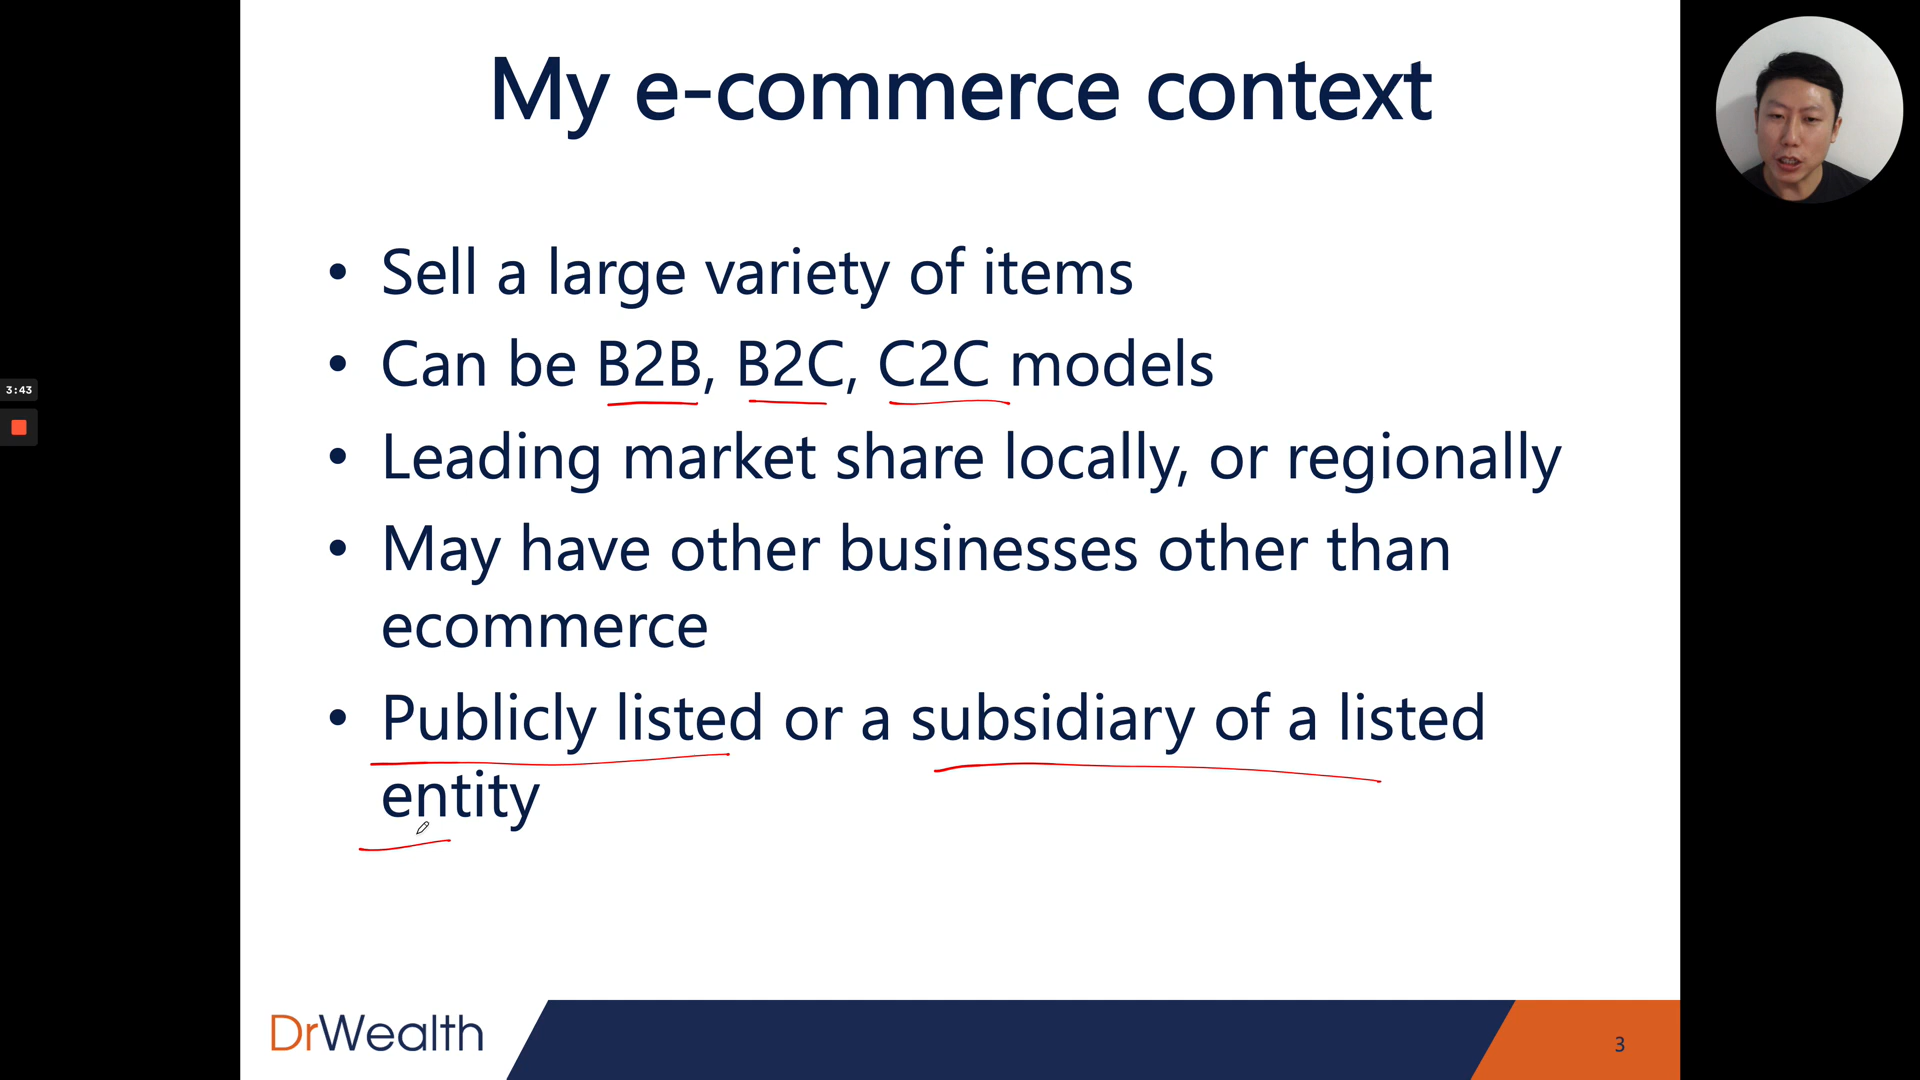 My e-commerce context
• Sell a large variety of items
• Can be B2B, B2C, C2C models
• Leading market share locally, or regionally
• May have other businesses other than
ecommerce
• Publicly listed or a subsidiary of a listed
entity
3:43
DrWealth
3